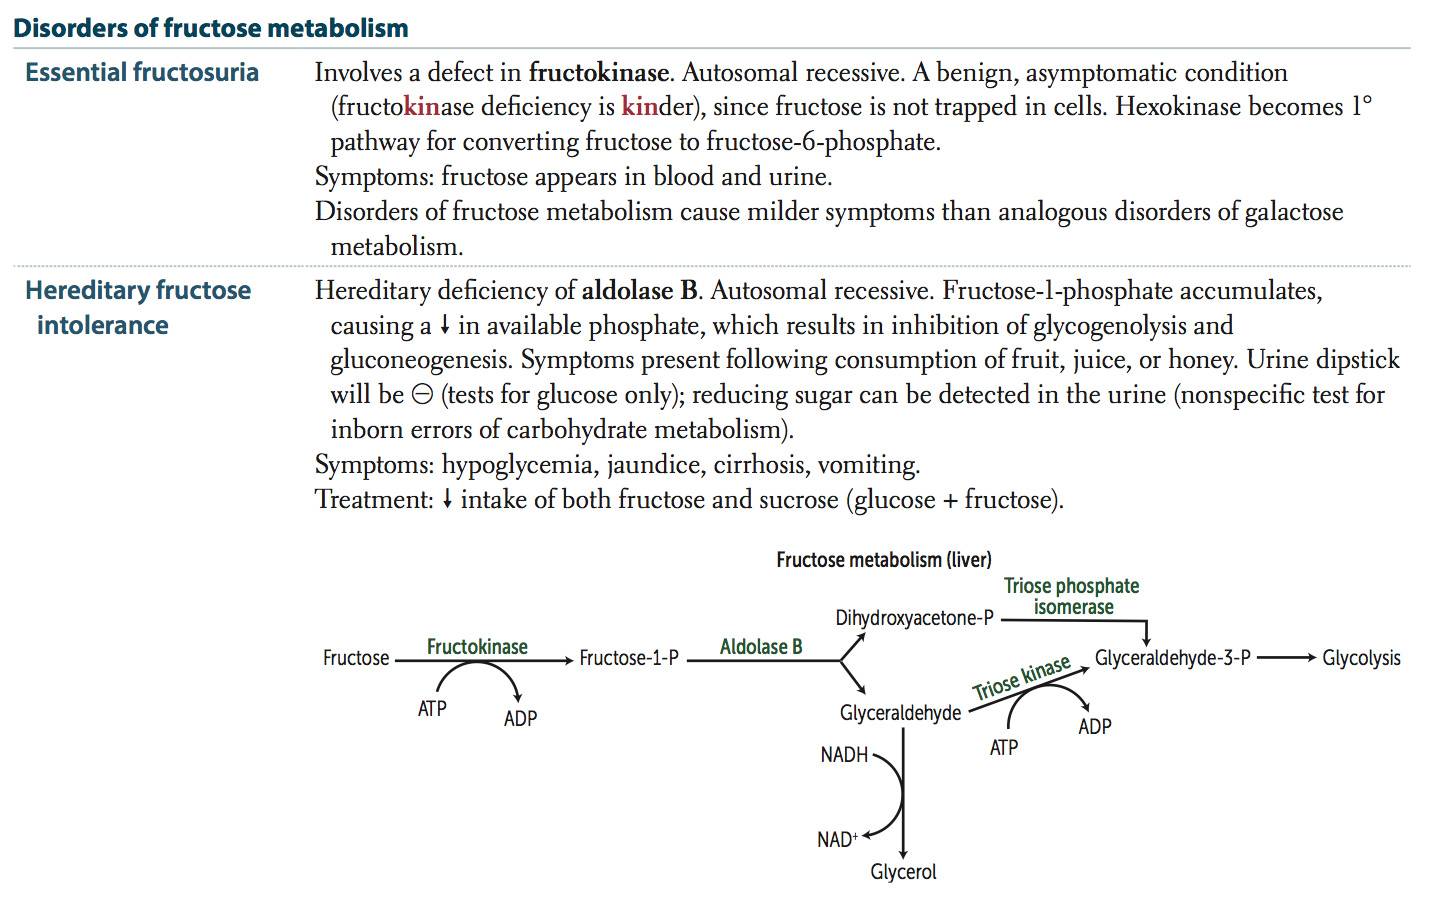 Disorders of fructose metabolism
Essential fructosuria
Involves a defect in fructokinase. Autosomal recessive. A benign, asymptomatic condition
(fructokinase deficiency is kinder), since fructose is not trapped in cells. Hexokinase becomes 1°
pathway for converting fructose to fructose-6-phosphate.
Symptoms: fructose appears in blood and urine.
Disorders of fructose metabolism cause milder symptoms than analogous disorders of galactose
metabolism.
Hereditary fructose
intolerance
Hereditary deficiency of aldolase B. Autosomal recessive. Fructose-1-phosphate accumulates,
causing a ↓ in available phosphate, which results in inhibition of glycogenolysis and
gluconeogenesis. Symptoms present following consumption of fruit, juice, or honey. Urine dipstick
will be ⊖ (tests for glucose only); reducing sugar can be detected in the urine (nonspecific test for
inborn errors of carbohydrate metabolism).
Symptoms: hypoglycemia, jaundice, cirrhosis, vomiting.
Treatment: ↓ intake of both fructose and sucrose (glucose + fructose).
Fructose metabolism (liver)
Triose phosphate
isomerase
Dihydroxyacetone-P
Fructokinase
Aldolase B
Fructose
Fructose-1-P
Glyceraldehyde-3-P
Glycolysis
Triose kinase
ATP
ADP
Glyceraldehyde
ATP
ADP
NADH
NAD+
Glycerol